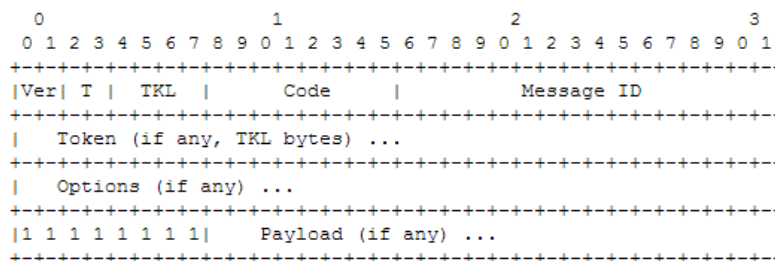 0                   1                   2                   3
0 1 2 3 4 5 6 7 8 9 0 1 2 3 4 5 6 7 8 9 0 1 2 3 4 5 6 7 8 9 0 1
+-+-+-+-+-+-+-+-+-+-+-+-+-+-+-+-+-+-+-+-+-+-+-+-+-+-+-+-+-+-+-+-
|Ver| T |  TKL  |      Code     |          Message ID
+-+-+-+-+-+-+-+-+-+-+-+-+-+-+-+-+-+-+-+-+-+-+-+-+-+-+-+-+-+-+-+-
|   Token (if any, TKL bytes) ...
+-+-+-+-+-+-+-+-+-+-+-+-+-+-+-+-+-+-+-+-+-+-+-+-+-+-+-+-+-+-+-+-
|   Options (if any) ...
+-+-+-+-+-+-+-+-+-+-+-+-+-+-+-+-+-+-+-+-+-+-+-+-+-+-+-+-+-+-+-+-
|1 1 1 1 1 1 1 1|    Payload (if any) ...
+-+-+-+-+-+-+-+-+-+-+-+-+-+-+-+-+-+-+-+-+-+-+-+-+-+-+-+-+-+-+-+-